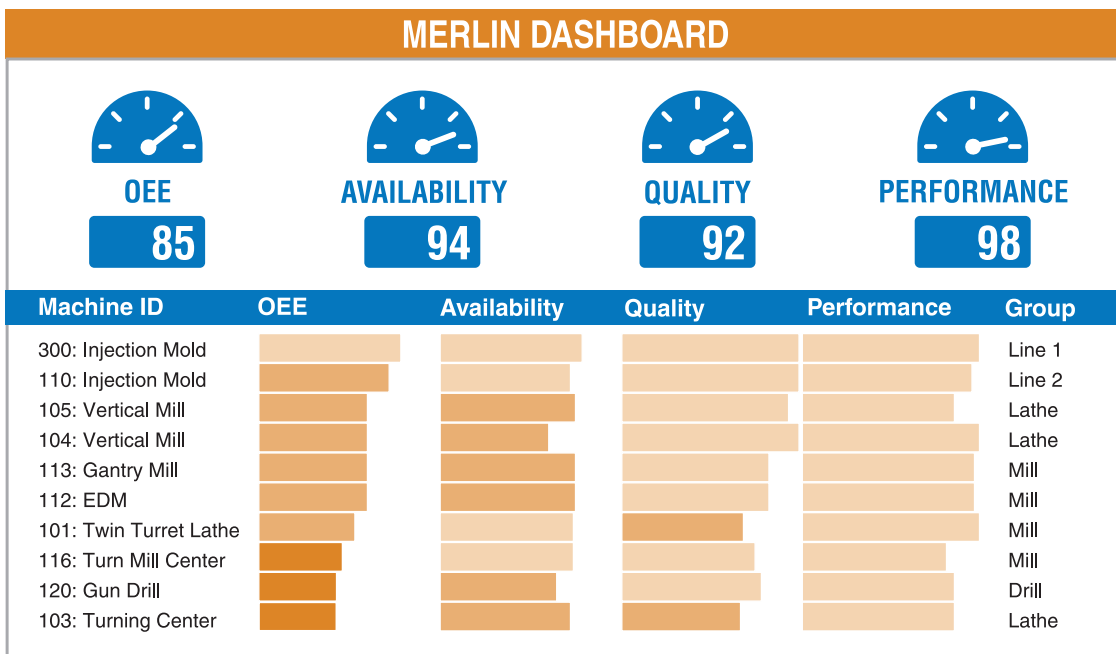 MERLIN DASHBOARD
OEE AVAILABILITY QUALITY PERFORMANCE
85 94 92 98
Machine ID OEE Availability Quality Performance Group
300: Injection Mold Line 1
110: Injection Mold Line 2
105: Vertical Mill Lathe
104: Vertical Mill Lathe
113: Gantry Mill Mill
112: EDM Mill
101: Twin Turret Lathe Mill
116: Turn Mill Center Mill
120: Gun Drill Drill
103: Turning Center Lathe